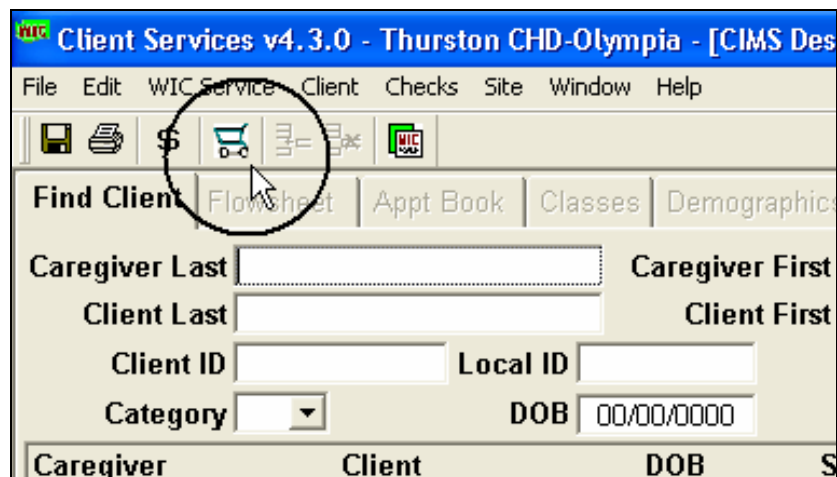 WIC Client Services v4.3.0 - Thurston CHD-Olympia - [CIMS Des
File Edit WIC Service Client Checks Site Window Help
$ WIC
Find Client Flowsheet Appt Book Classes Demographics
Caregiver Last Caregiver First
Client Last Client First
Client ID Local ID
Category DOB 00/00/0000
Caregiver Client DOB S